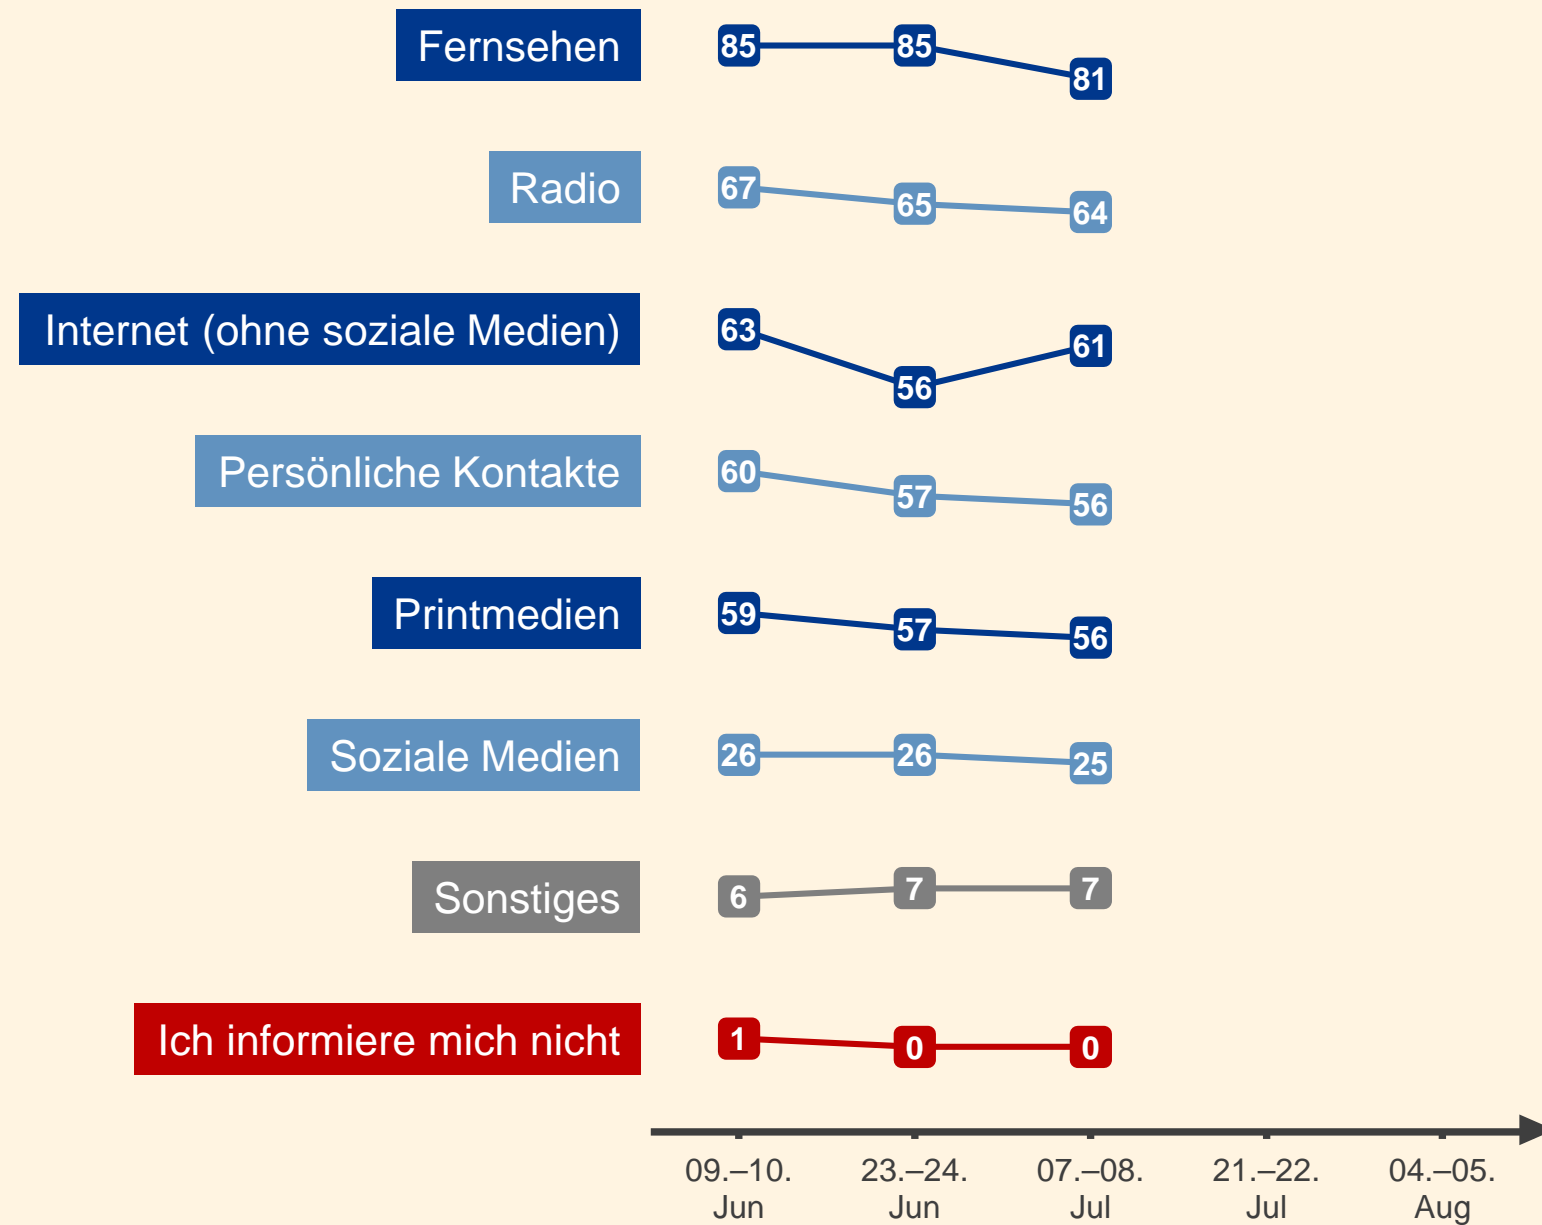 Fernsehen 85 85 81
Radio 67 65 64
Internet (ohne soziale Medien) 63 56 61
Persönliche Kontakte 60 57 56
Printmedien 59 57 56
Soziale Medien 26 26 25
Sonstiges 6 7 7
Ich informiere mich nicht 1 0 0
09.–10. 23.–24. 07.–08. 21.–22. 04.–05.
Jun Jun Jul Jul Aug